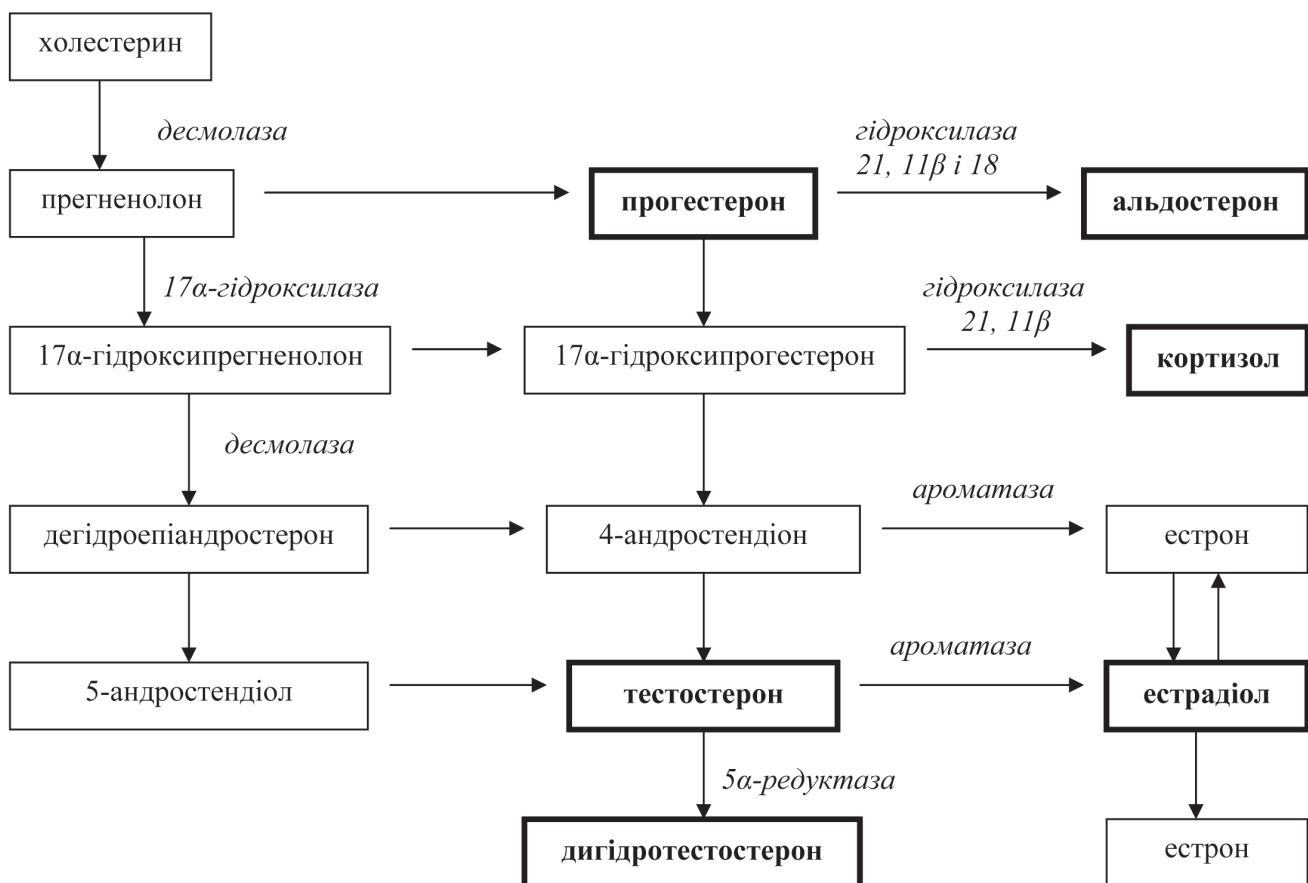 холестерин
десмолаза
гідроксилаза
21, 11β і 18
прегненолон
прогестерон
альдостерон
17α-гідроксилаза
гідроксилаза
21, 11β
17α-гідроксипрегненолон
17α-гідроксипрогестерон
кортизол
десмолаза
ароматаза
дегідроепіандростерон
4-андростендіон
естрон
ароматаза
5-андростендіол
тестостерон
естрадіол
5α-редуктаза
дигідротестостерон
естрон